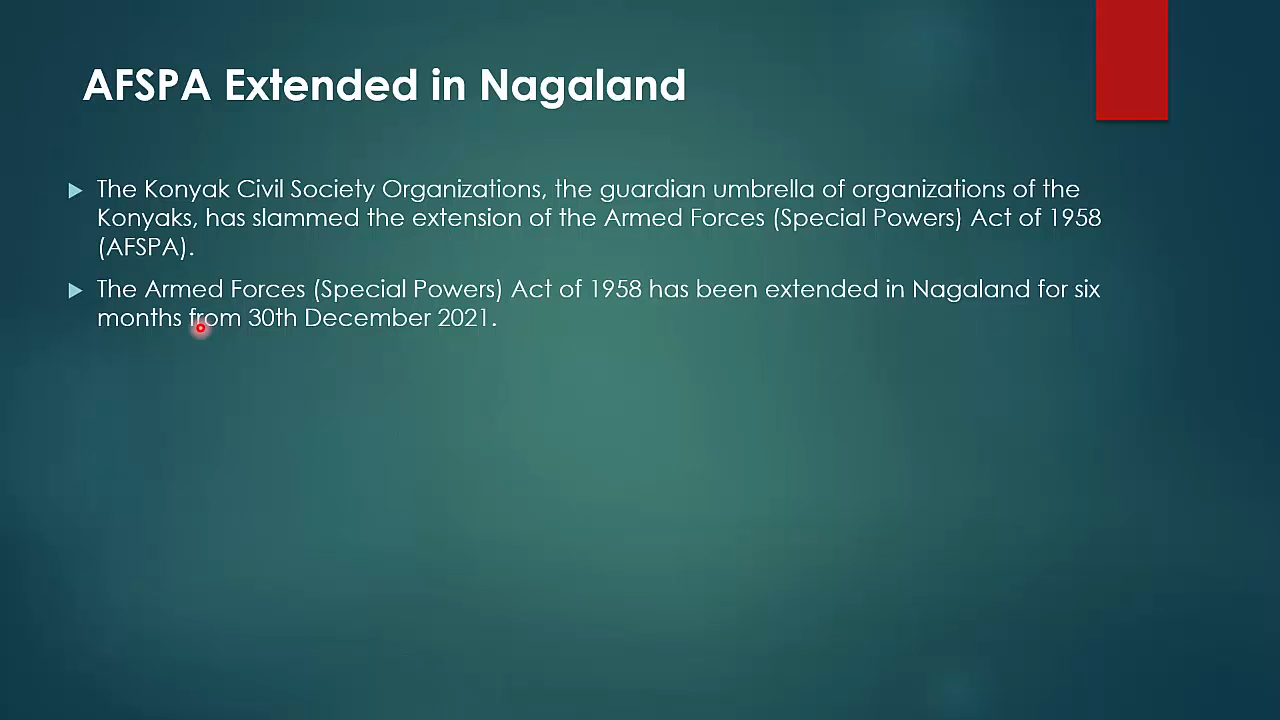 AFSPA Extended in Nagaland
The Konyak Civil Society Organizations, the guardian umbrella of organizations of the
Konyaks, has slammed the extension of the Armed Forces (Special Powers) Act of 1958
(AFSPA).
The Armed Forces (Special Powers) Act of 1958 has been extended in Nagaland for six
months from 30th December 2021.